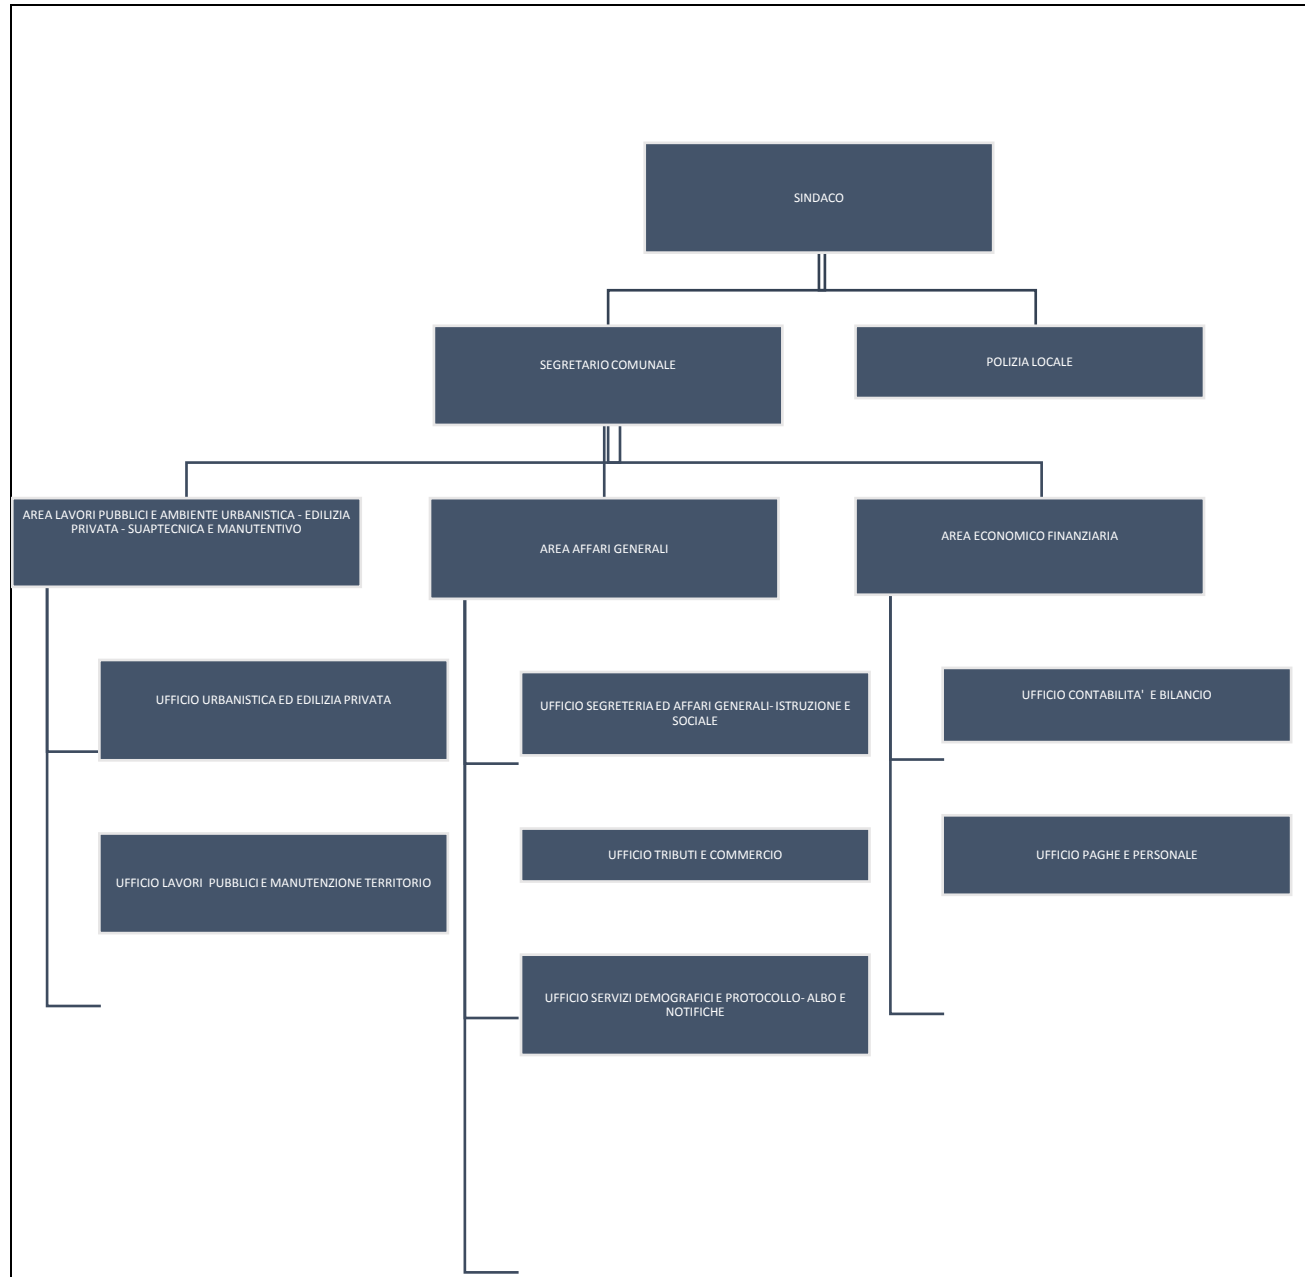 SINDACO
SEGRETARIO COMUNALE
POLIZIA LOCALE
AREA LAVORI PUBBLICI E AMBIENTE URBANISTICA - EDILIZIA
PRIVATA - SUAPTECNICA E MANUTENTIVO
AREA AFFARI GENERALI
AREA ECONOMICO FINANZIARIA
UFFICIO URBANISTICA ED EDILIZIA PRIVATA
UFFICIO LAVORI PUBBLICI E MANUTENZIONE TERRITORIO
UFFICIO SEGRETERIA ED AFFARI GENERALI- ISTRUZIONE E
SOCIALE
UFFICIO TRIBUTI E COMMERCIO
UFFICIO SERVIZI DEMOGRAFICI E PROTOCOLLO- ALBO E
NOTIFICHE
UFFICIO CONTABILITA' E BILANCIO
UFFICIO PAGHE E PERSONALE